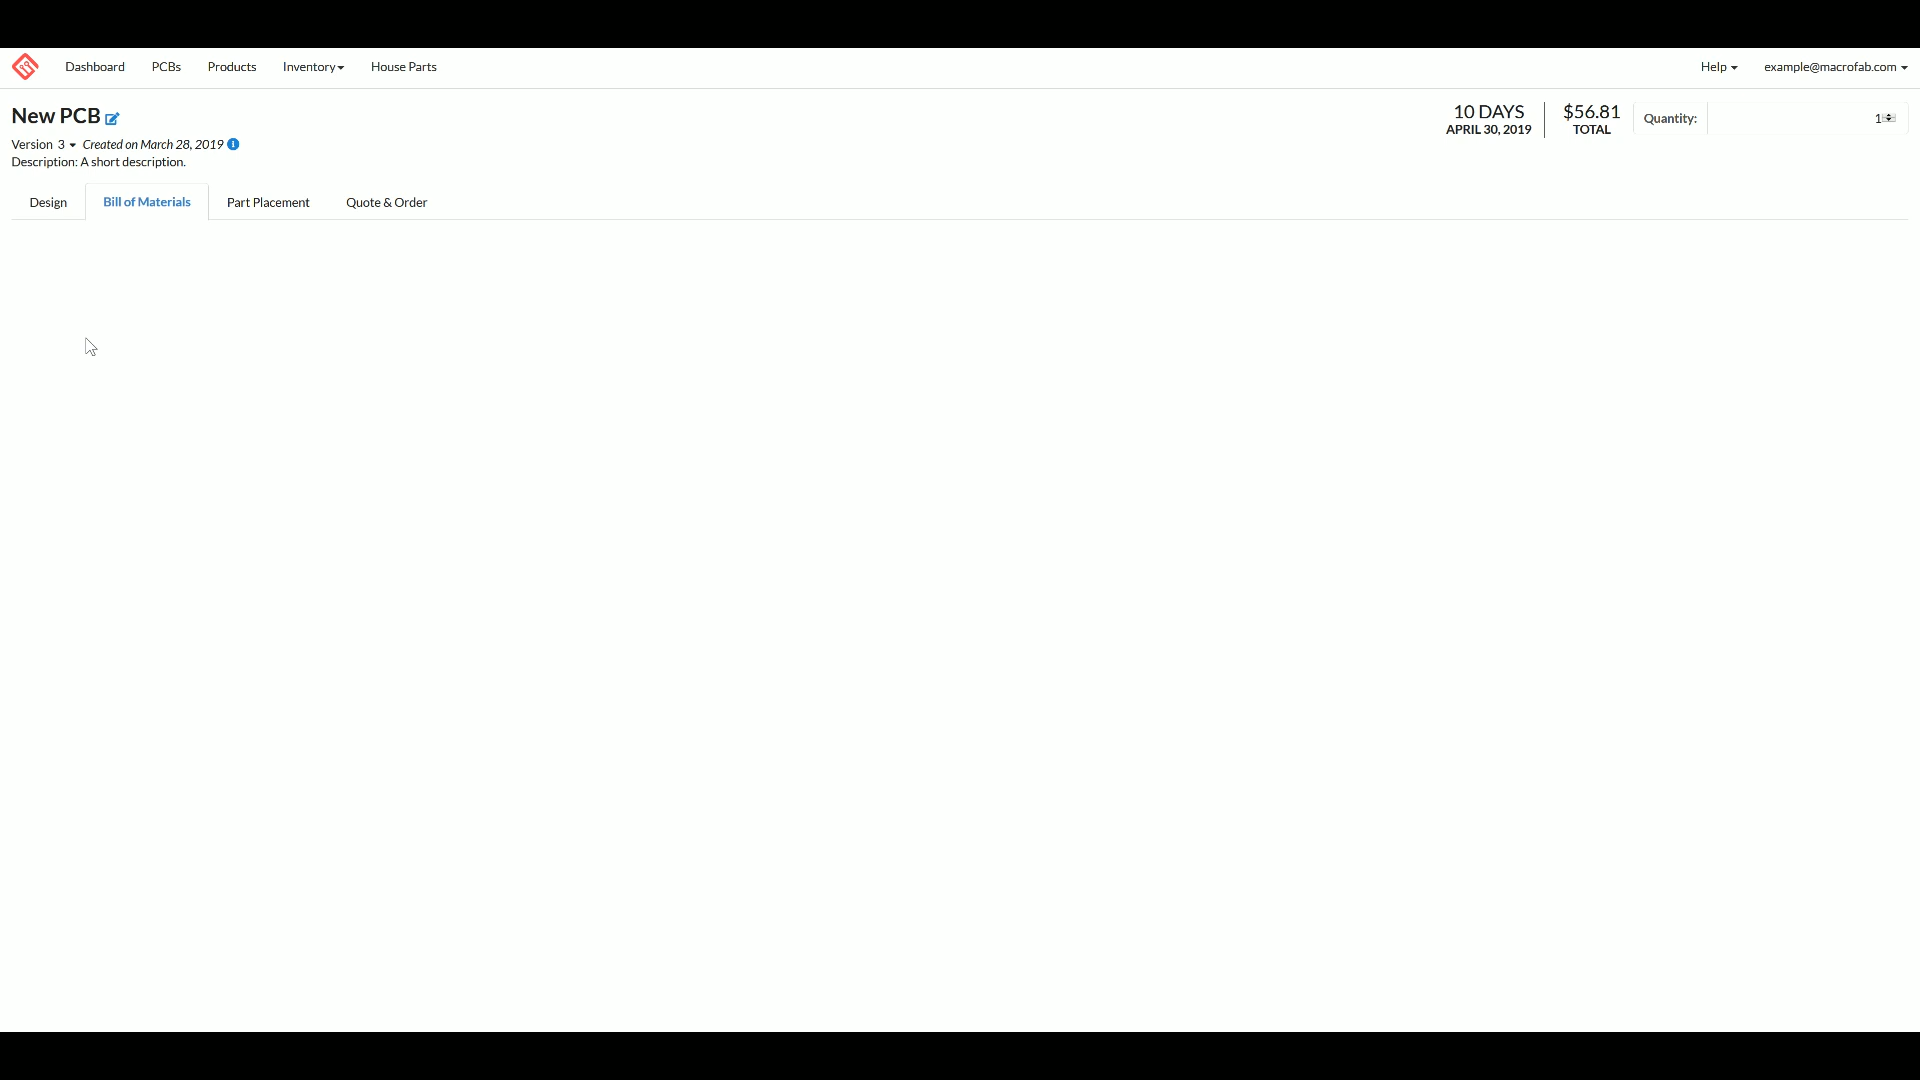 Dashboard PCBs Products Inventory House Parts Help example@macrofab.com
New PCB
10 DAYS $56.81 Quantity: 1
APRIL 30, 2019 TOTAL
Version 3 Created on March 28, 2019
Description: A short description.
Design Bill of Materials Part Placement Quote & Order